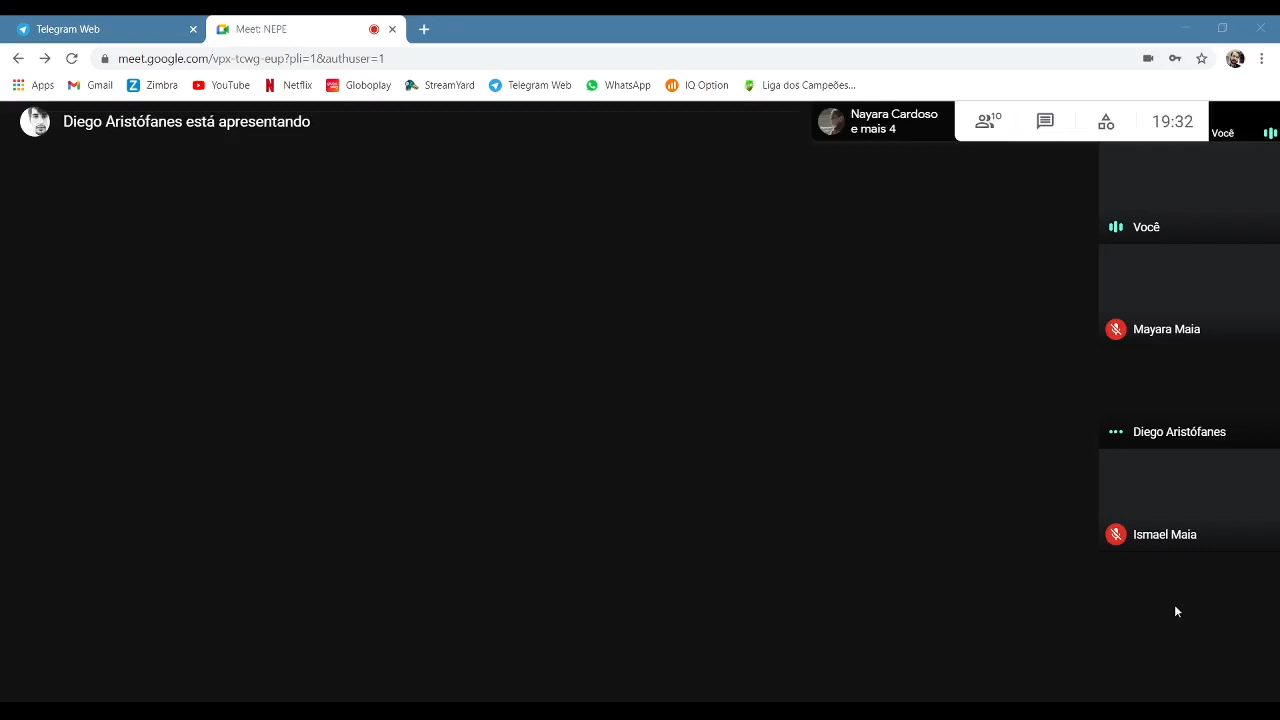 Telegram Web
Meet: NEPE
meet.google.com/vpx-tcwg-eup?pli=1&authuser=1
Apps Gmail Zimbra YouTube Netflix Globoplay StreamYard Telegram Web WhatsApp IQ Option Liga dos Campeões...
Diego Aristófanes está apresentando
Nayara Cardoso
e mais 4
10
19:32
Você
Você
Mayara Maia
Diego Aristófanes
Ismael Maia